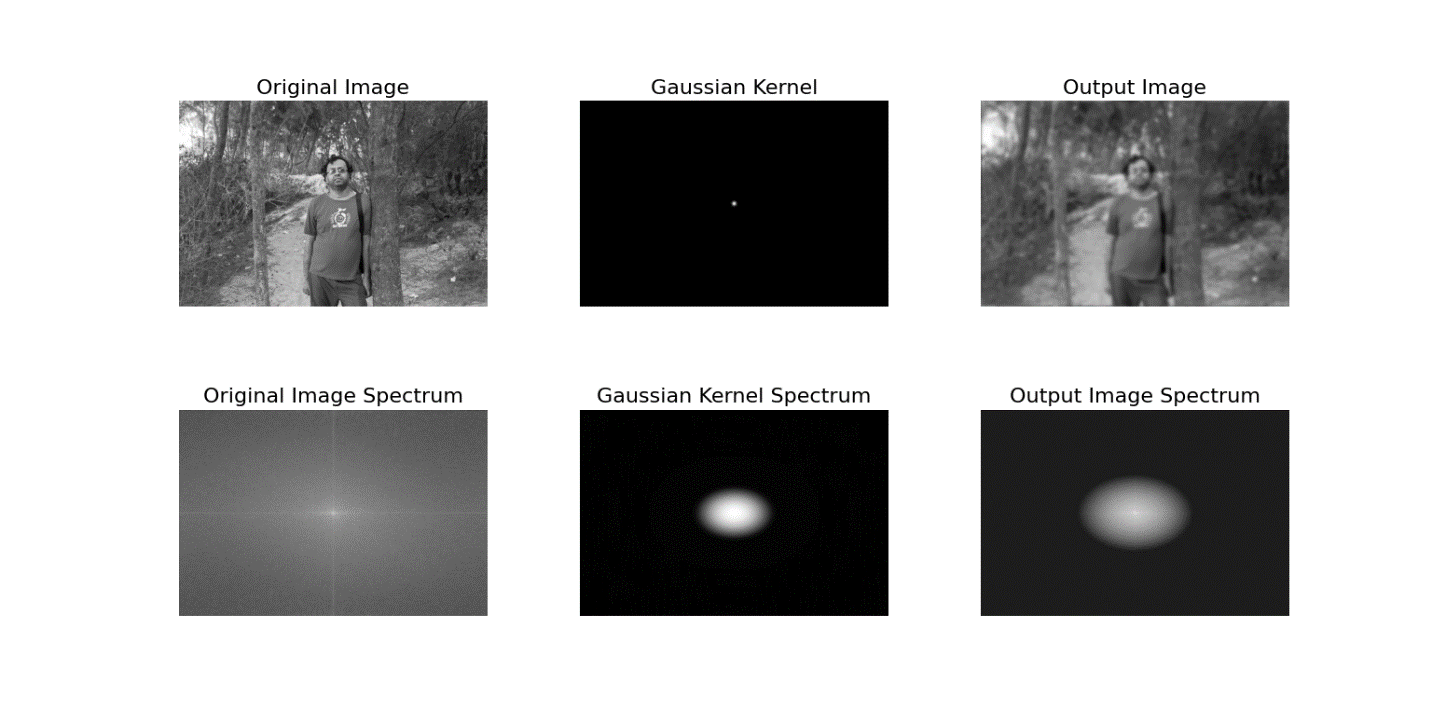 Original Image
Gaussian Kernel
Output Image
Original Image Spectrum
Gaussian Kernel Spectrum
Output Image Spectrum